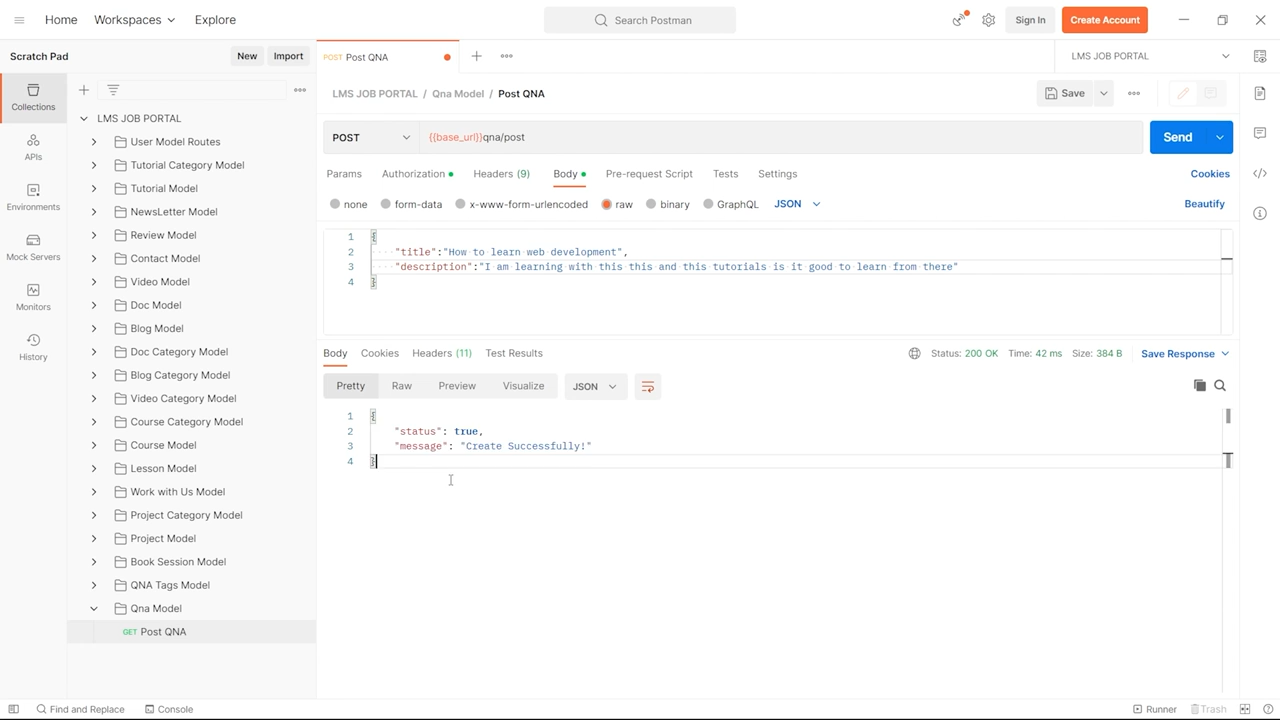 Home Workspaces Explore Search Postman Sign In Create Account
Scratch Pad New Import POST Post QNA LMS JOB PORTAL
Collections
APIs
Environments
Mock Servers
Monitors
History
LMS JOB PORTAL
User Model Routes
Tutorial Category Model
Tutorial Model
NewsLetter Model
Review Model
Contact Model
Video Model
Doc Model
Blog Model
Doc Category Model
Blog Category Model
Video Category Model
Course Category Model
Course Model
Lesson Model
Work with Us Model
Project Category Model
Project Model
Book Session Model
QNA Tags Model
Qna Model
GET Post QNA
LMS JOB PORTAL / Qna Model / Post QNA Save
POST {{base_url}}qna/post Send
Params Authorization Headers (9) Body Pre-request Script Tests Settings Cookies
none form-data x-www-form-urlencoded raw binary GraphQL JSON Beautify
1 {
2 "title":"How to learn web development",
3 "description":"I am learning with this this and this tutorials is it good to learn from there"
4 }
Body Cookies Headers (11) Test Results Status: 200 OK Time: 42 ms Size: 384 B Save Response
Pretty Raw Preview Visualize JSON
1 {
2 "status": true,
3 "message": "Create Successfully!"
4 }
Find and Replace Console Runner Trash